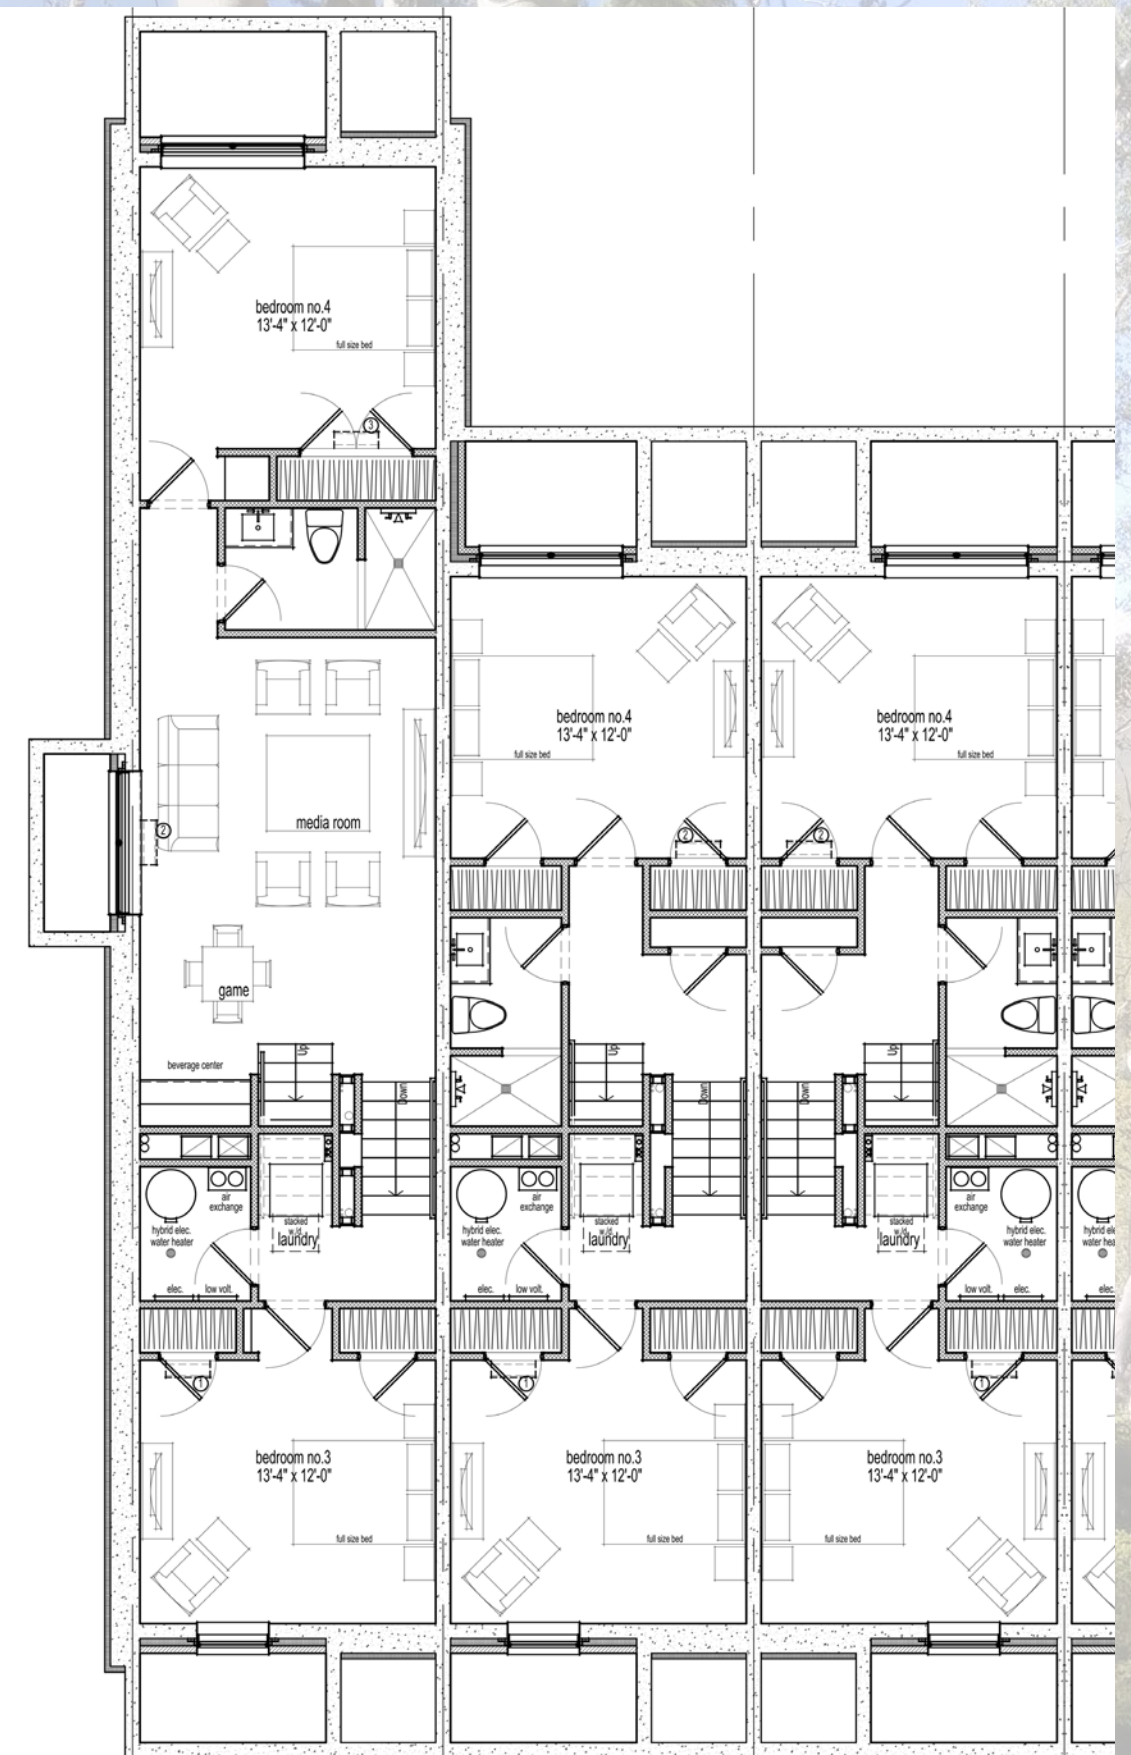 bedroom no.4
13'-4" x 12'-0"
full size bed
3
bedroom no.4
13'-4" x 12'-0"
full size bed
bedroom no.4
13'-4" x 12'-0"
full size bed
media room
2
2
2
game
beverage center
Up
Down
Up
Down
Up
Down
air
exchange
hybrid elec.
water heater
stacked
w./d.
laundry
elec.
low volt.
air
exchange
hybrid elec.
water heater
stacked
w./d.
laundry
elec.
low volt.
stacked
w./d.
laundry
air
exchange
hybrid elec.
water heater
low volt.
elec.
hybrid ele
water hea
elec.
1
1
1
bedroom no.3
13'-4" x 12'-0"
full size bed
bedroom no.3
13'-4" x 12'-0"
full size bed
bedroom no.3
13'-4" x 12'-0"
full size bed